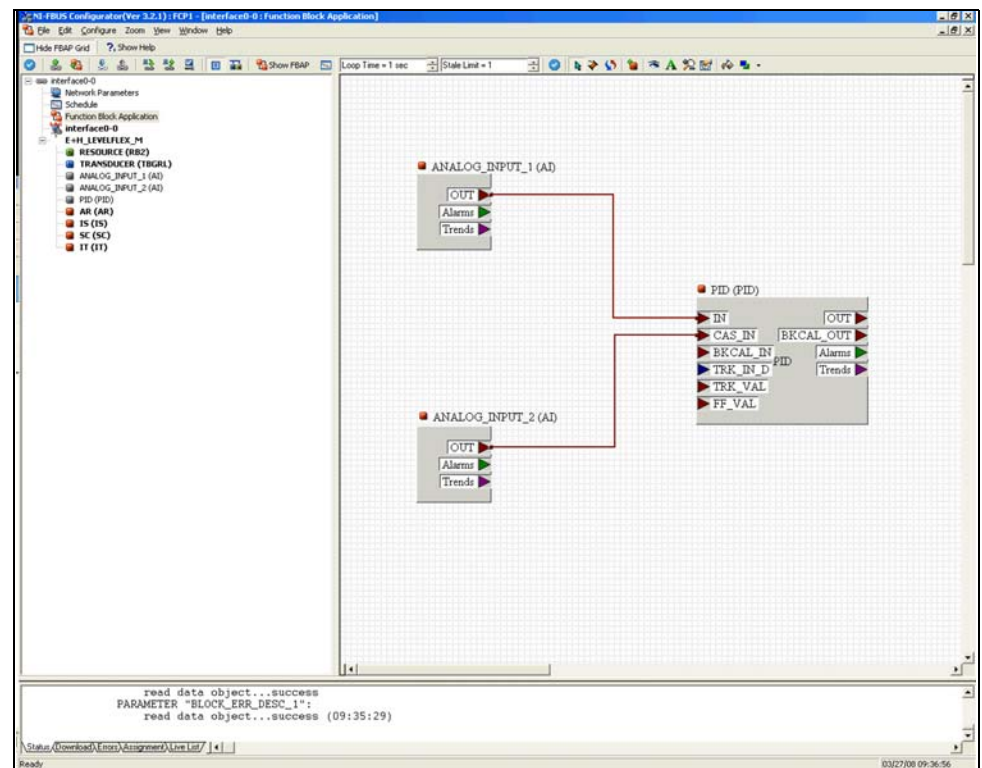 NI-FBUS Configurator(Ver 3.2.1) : FCP1 - [interface0-0 : Function Block Application]
File Edit Configure Zoom View Window Help
Hide FBAP Grid ?, Show Help
Show FBAP Loop Time = 1 sec Stale Limit = 1
interface0-0
Network Parameters
Schedule
Function Block Application
interface0-0
E+H_LEVELFLEX_M
RESOURCE (RB2)
TRANSDUCER (TBGRL)
ANALOG_INPUT_1 (AI)
ANALOG_INPUT_2 (AI)
PID (PID)
AR (AR)
IS (IS)
SC (SC)
IT (IT)
ANALOG_INPUT_1 (AI)
OUT
Alarms
Trends
PID (PID)
IN OUT
CAS_IN BKCAL_OUT
BKCAL_IN Alarms
PID
TRK_IN_D Trends
TRK_VAL
FF_VAL
ANALOG_INPUT_2 (AI)
OUT
Alarms
Trends
read data object...success
PARAMETER "BLOCK_ERR_DESC_1":
read data object...success (09:35:29)
Status Download Errors Assignment Live List
Ready 03/27/08 09:36:56